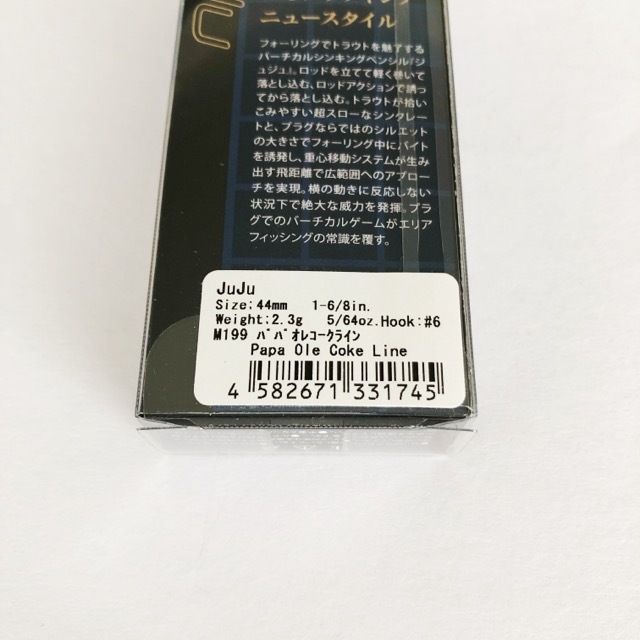 ニュースタイル
フォーリングでトラウトを魅了する
バーチカルシンキングペンシル『ジ
ュジュ』。ロッドを立てて軽く巻いて
落とし込む、ロッドアクションで誘っ
てから落とし込む。トラウトが拾い
こみやすい超スローなシンクレー
トと、プラグならではのシルエット
の大きさでフォーリング中にバイト
を誘発し、重心移動システムが生み
出す飛距離で広範囲へのアプロー
チを実現。横の動きに反応しない
状況下で絶大な威力を発揮。プラ
グでのバーチカルゲームがエリア
フィッシングの常識を覆す。
JuJu
Size:44mm 1-6/8in.
Weight:2.3g 5/64oz.Hook:#6
M199 パパオレコークライン
Papa Ole Coke Line
4 582671 331745